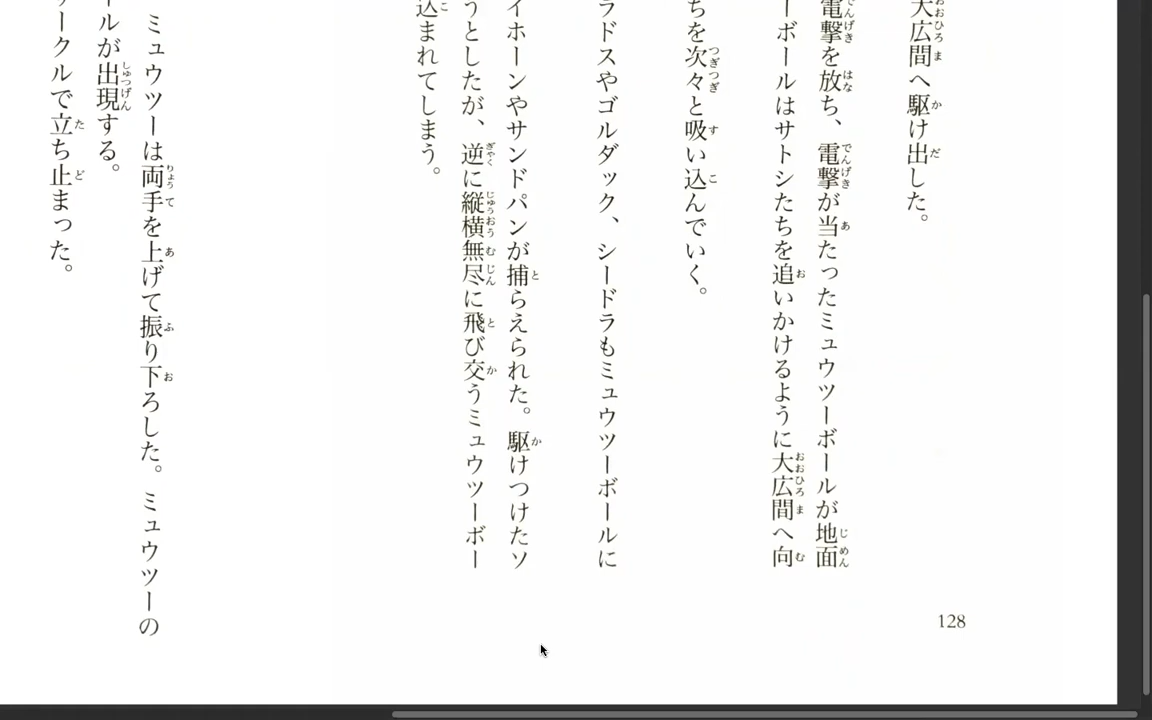 大広間へ駆け出した。
電撃を放ち、電撃が当たったミュウツーボールが地面
ーボールはサトシたちを追いかけるように大広間へ向
ちを次々と吸い込んでいく。
ラドスやゴルダック、シードラもミュウツーボールに
イホーンやサンドパンが捕らえられた。駆けつけたソ
うとしたが、逆に縦横無尽に飛び交うミュウツーボー
込まれてしまう。
128
ミュウツーは両手を上げて振り下ろした。ミュウツーの
ールが出現する。
ークルで立ち止まった。